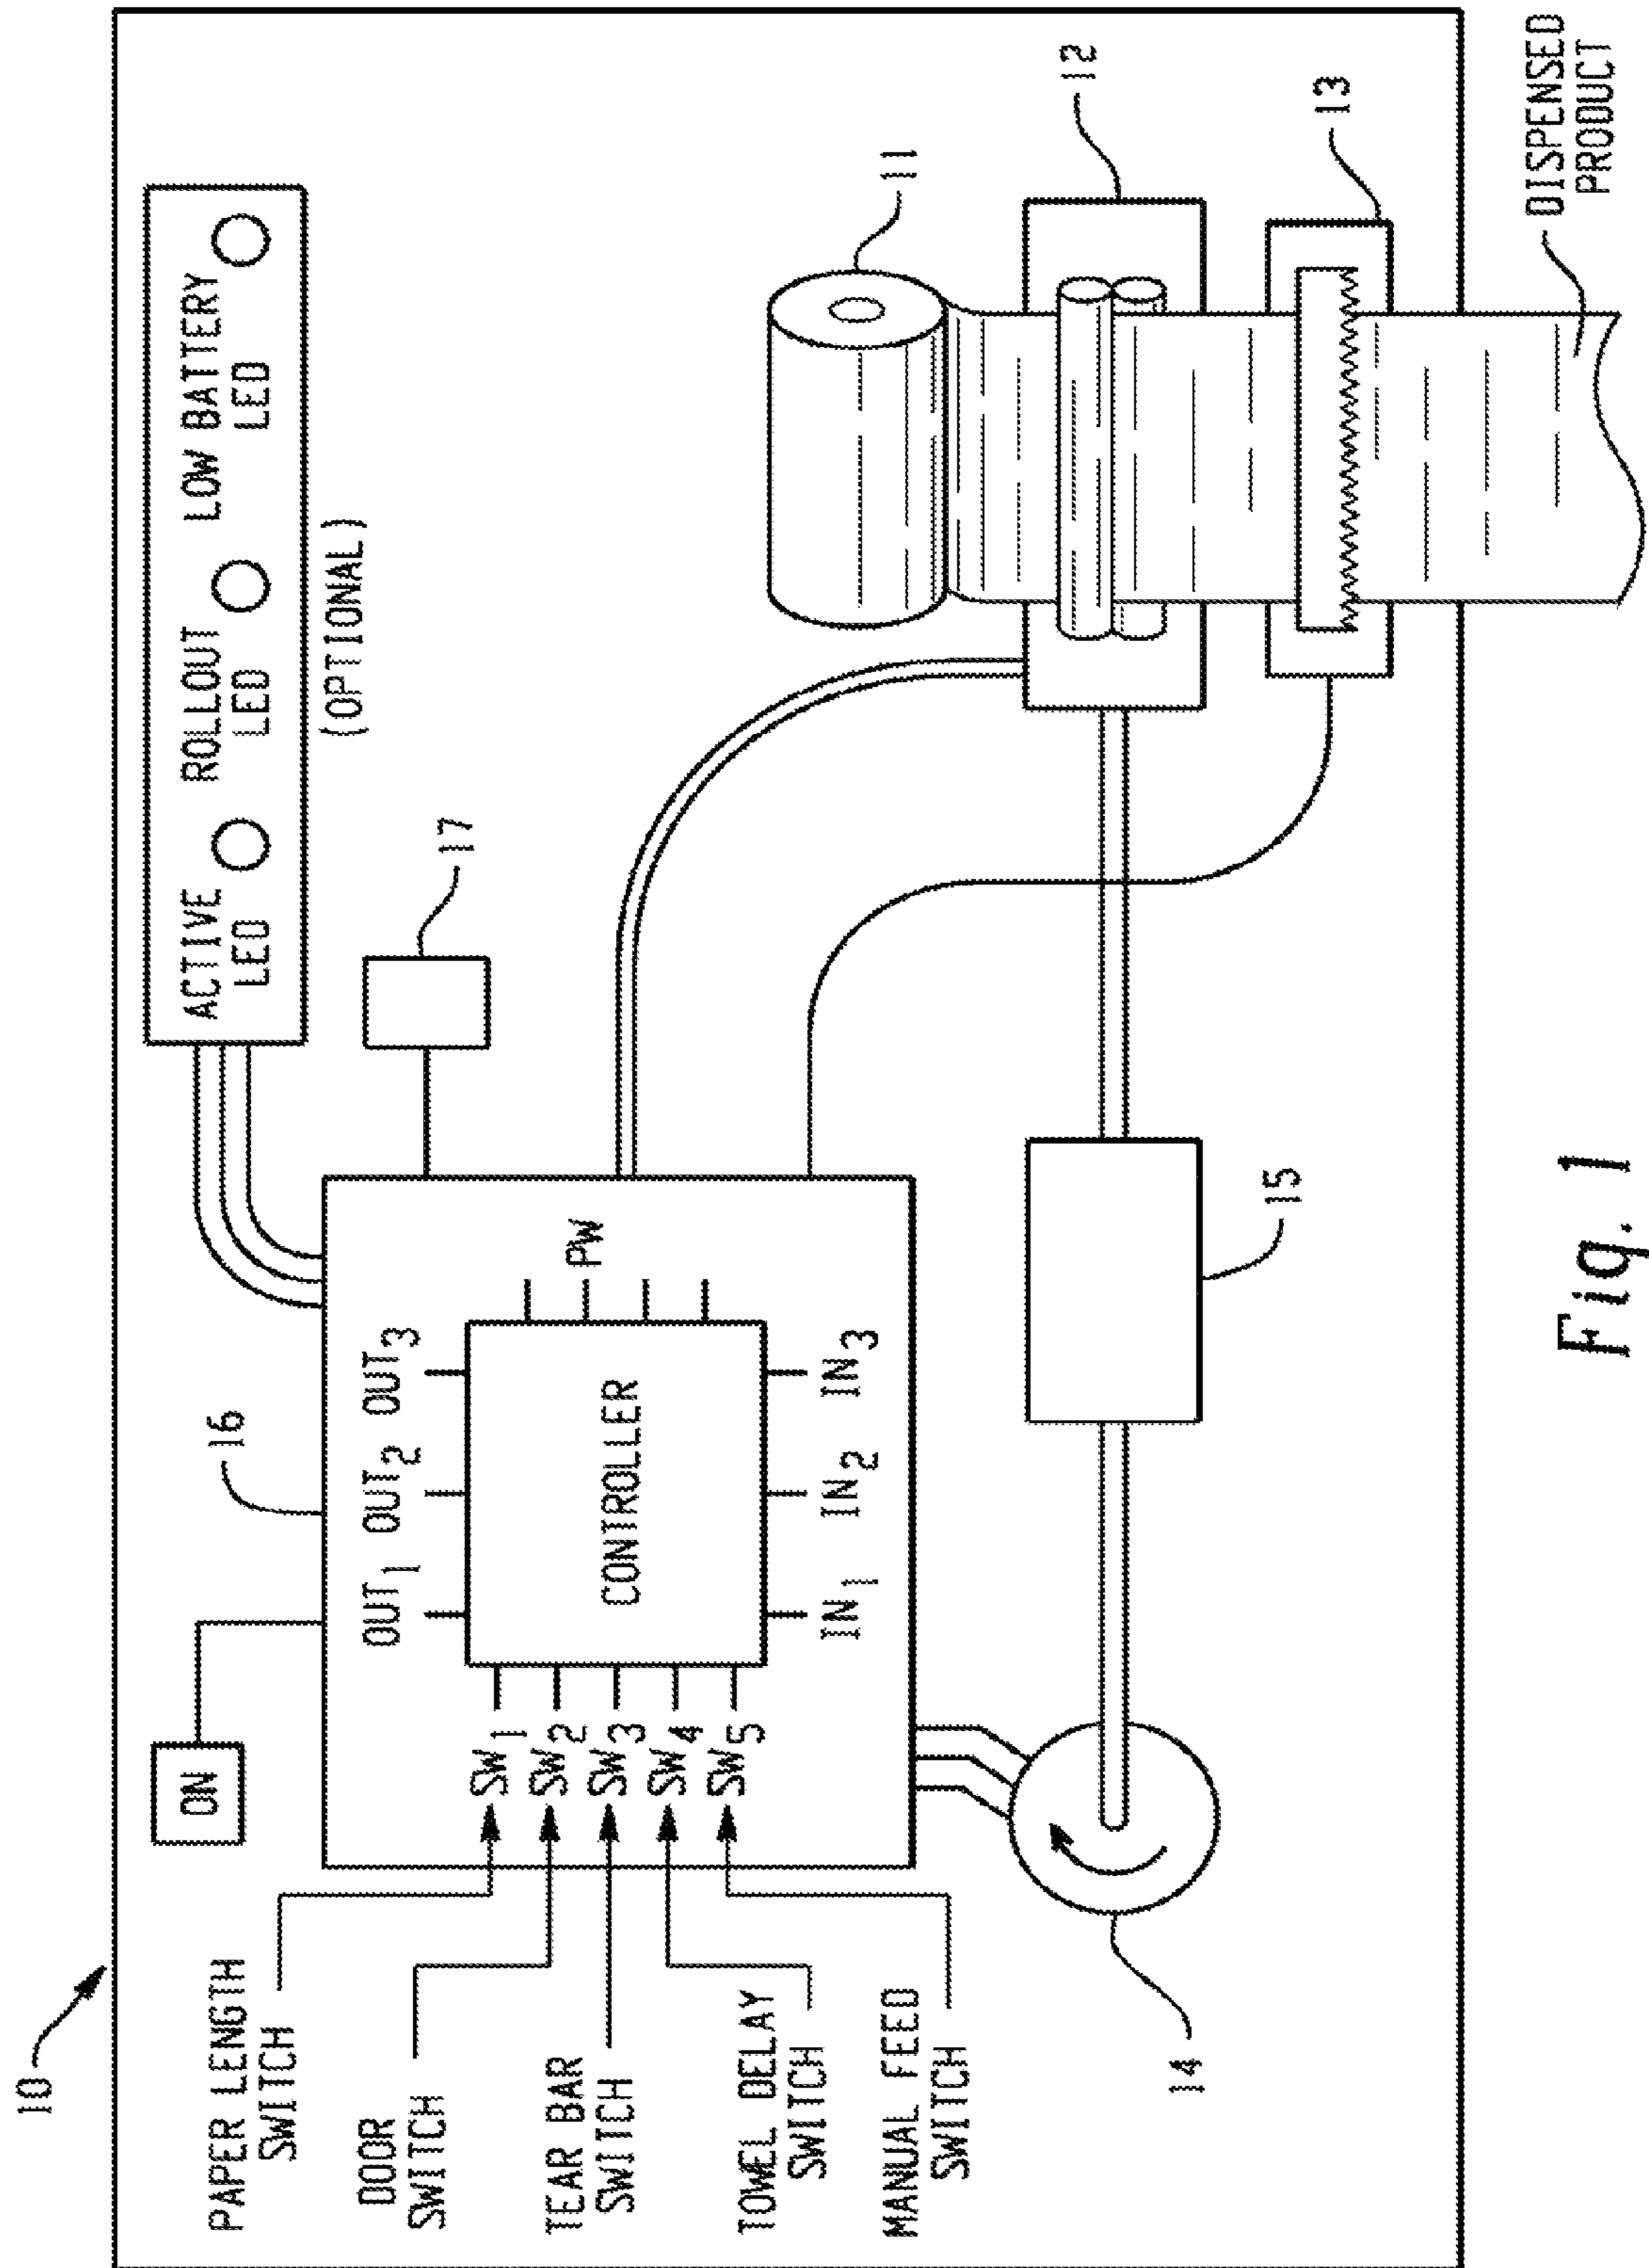 10
PAPER LENGTH
SWITCH
DOOR
SWITCH
TEAR BAR
SWITCH
TOWEL DELAY
SWITCH
MANUAL FEED
SWITCH
ON
16
OUT1 OUT2 OUT3
SW1
SW2
SW3
SW4
SW5
CONTROLLER
PW
IN1 IN2 IN3
ACTIVE
LED
ROLLOUT
LED
LOW BATTERY
LED
(OPTIONAL)
17
11
12
13
14
15
DISPENSED
PRODUCT
Fig. 1